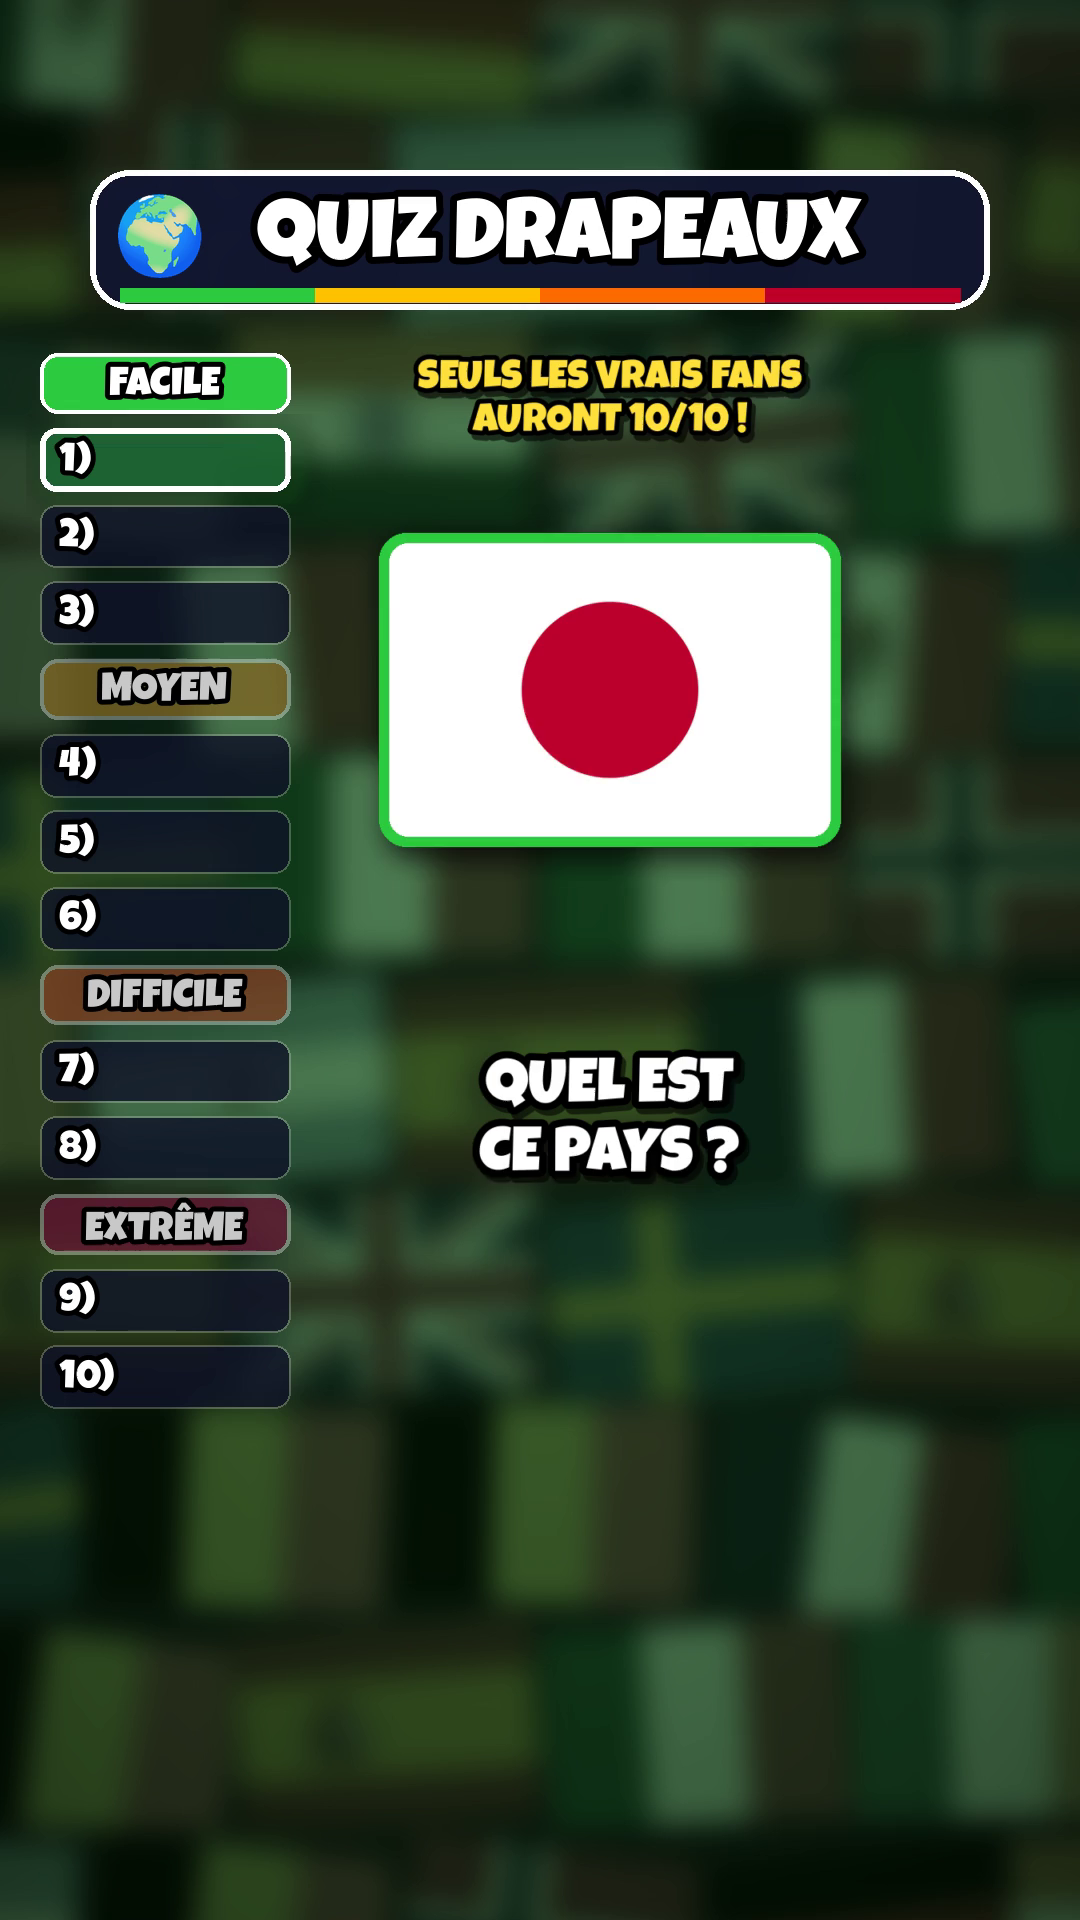 QUIZ DRAPEAUX
FACILE
1)
2)
3)
MOYEN
4)
5)
6)
DIFFICILE
7)
8)
EXTRÊME
9)
10)
SEULS LES VRAIS FANS
AURONT 10/10 !
QUEL EST
CE PAYS ?